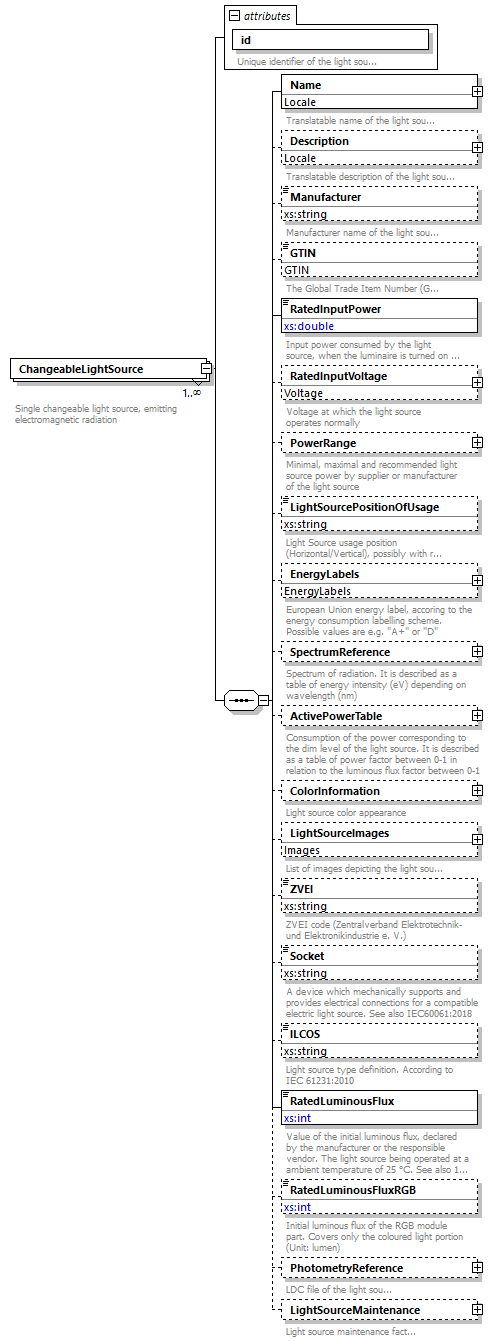 attributes
id
Unique identifier of the light sou...
Name
Locale
Translatable name of the light sou...
Description
Locale
Translatable description of the light sou...
Manufacturer
xs:string
Manufacturer name of the light sou...
GTIN
GTIN
The Global Trade Item Number (G...
RatedInputPower
xs:double
Input power consumed by the light
source, when the luminaire is turned on ...
ChangeableLightSource
1..∞
Single changeable light source, emitting
electromagnetic radiation
RatedInputVoltage
Voltage
Voltage at which the light source
operates normally
PowerRange
Minimal, maximal and recommended light
source power by supplier or manufacturer
of the light source
LightSourcePositionOfUsage
xs:string
Light Source usage position
(Horizontal/Vertical), possibly with r...
EnergyLabels
EnergyLabels
European Union energy label, accoring to the
energy consumption labelling scheme.
Possible values are e.g. "A+" or "D"
SpectrumReference
Spectrum of radiation. It is described as a
table of energy intensity (eV) depending on
wavelength (nm)
ActivePowerTable
Consumption of the power corresponding to
the dim level of the light source. It is described
as a table of power factor between 0-1 in
relation to the luminous flux factor between 0-1
ColorInformation
Light source color appearance
LightSourceImages
Images
List of images depicting the light sou...
ZVEI
xs:string
ZVEI code (Zentralverband Elektrotechnik-
und Elektronikindustrie e. V.)
Socket
xs:string
A device which mechanically supports and
provides electrical connections for a compatible
electric light source. See also IEC60061:2018
ILCOS
xs:string
Light source type definition. According to
IEC 61231:2010
RatedLuminousFlux
xs:int
Value of the initial luminous flux, declared
by the manufacturer or the responsible
vendor. The light source being operated at a
ambient temperature of 25 °C. See also 1...
RatedLuminousFluxRGB
xs:int
Initial luminous flux of the RGB module
part. Covers only the coloured light portion
(Unit: lumen)
PhotometryReference
LDC file of the light sou...
LightSourceMaintenance
Light source maintenance fact...